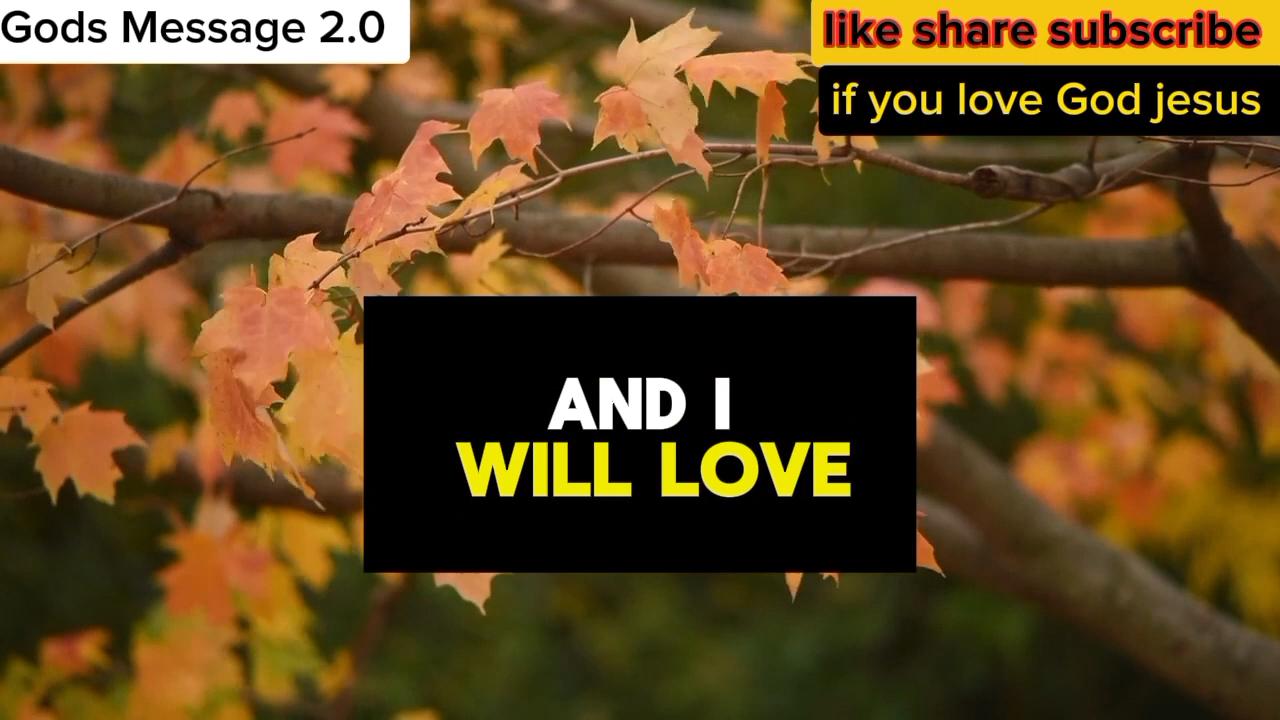 Gods Message 2.0
like share subscribe
if you love God jesus
AND I
WILL LOVE